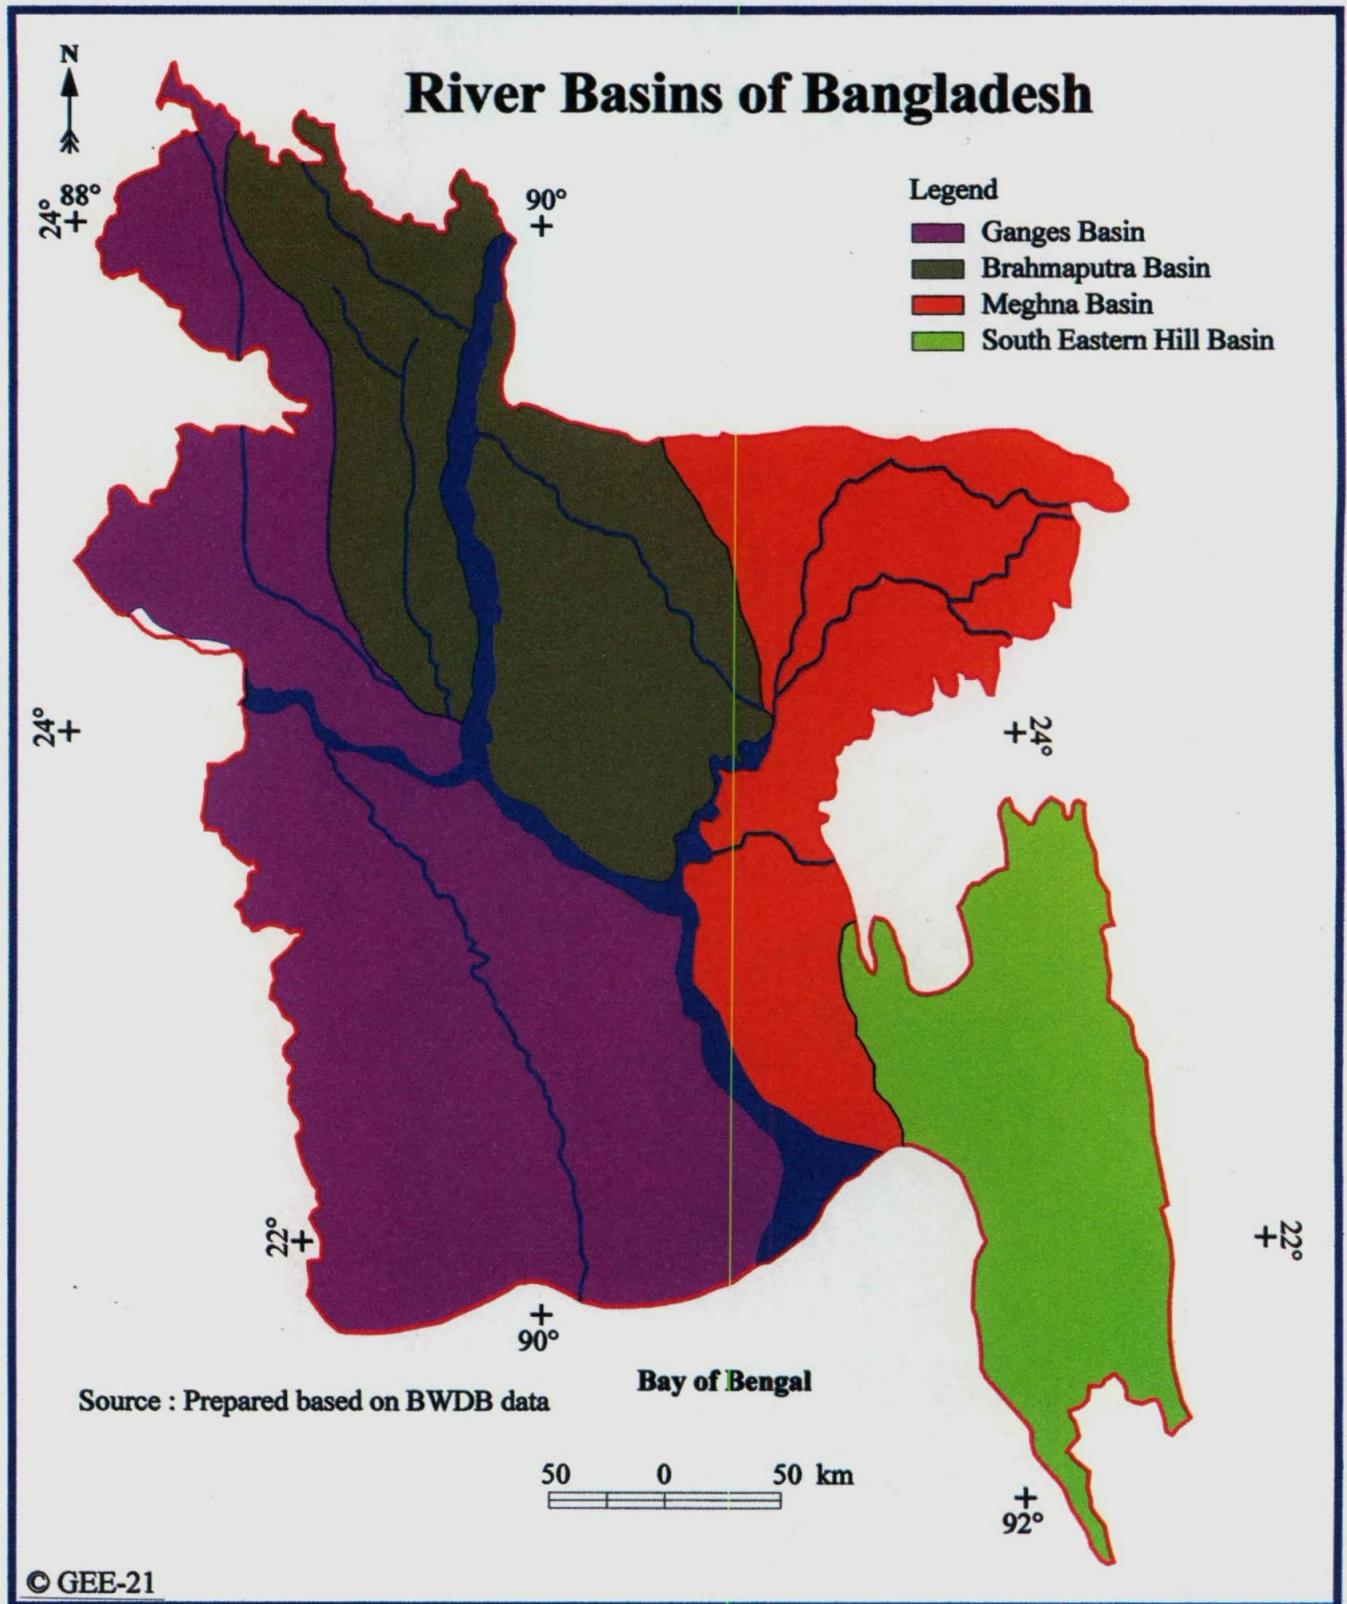 N
River Basins of Bangladesh
88°
24°
90°
Legend
Ganges Basin
Brahmaputra Basin
Meghna Basin
South Eastern Hill Basin
24°
24°
22°
22°
90°
Bay of Bengal
Source : Prepared based on BWDB data
50 0 50 km
92°
© GEE-21